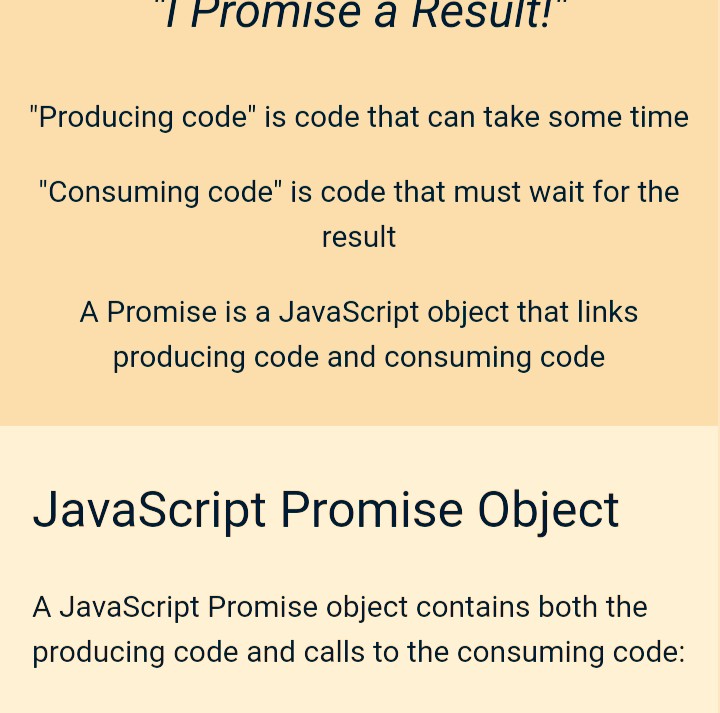 "I Promise a Result!"
"Producing code" is code that can take some time
"Consuming code" is code that must wait for the
result
A Promise is a JavaScript object that links
producing code and consuming code
JavaScript Promise Object
A JavaScript Promise object contains both the
producing code and calls to the consuming code: